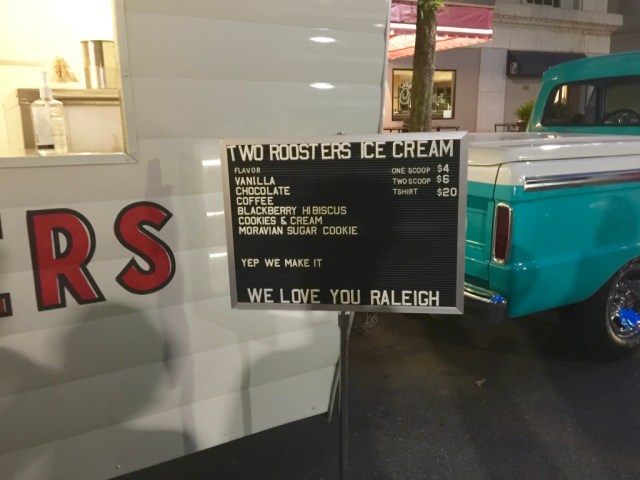 TWO ROOSTERS ICE CREAM
FLAVOR ONE SCOOP $4
VANILLA TWO SCOOP $6
CHOCOLATE TSHIRT $20
COFFEE
BLACKBERRY HIBISCUS
COOKIES & CREAM
MORAVIAN SUGAR COOKIE
YEP WE MAKE IT
WE LOVE YOU RALEIGH
ERS